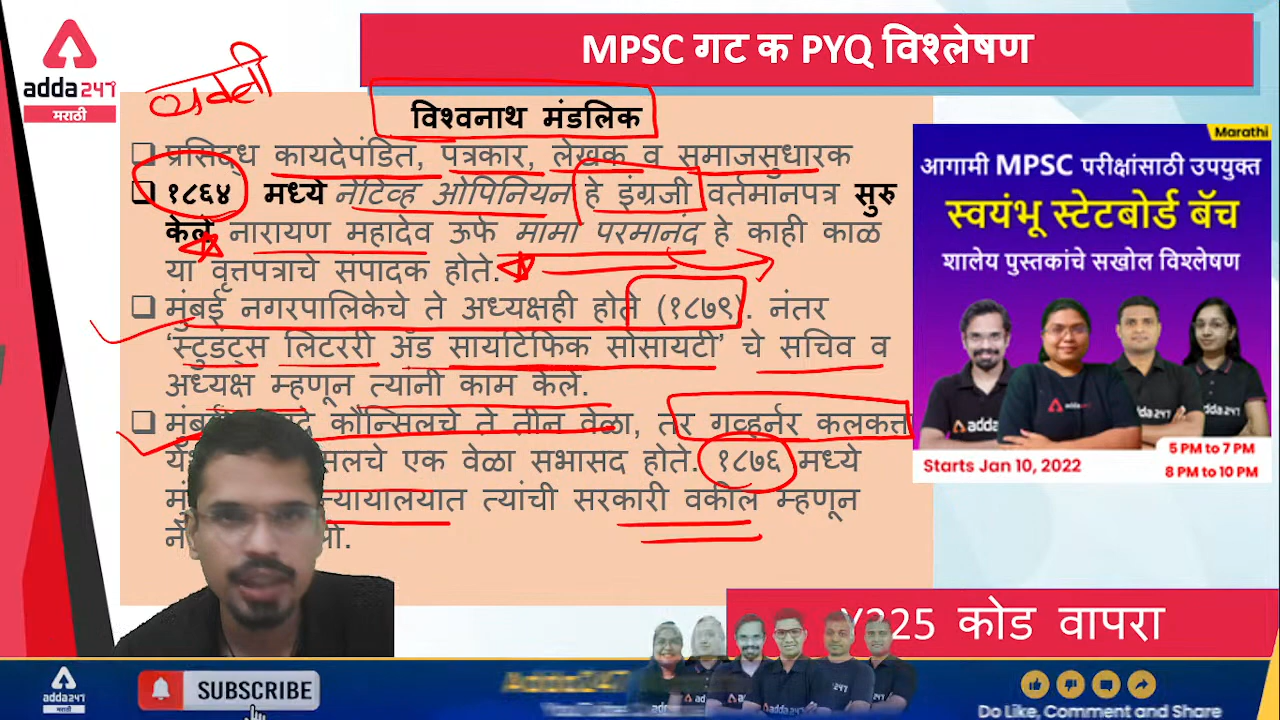 MPSC गट क PYQ विश्लेषण
adda247
मराठी
व्यक्ती
विश्वनाथ मंडलिक
प्रसिद्ध कायदेपंडित, पत्रकार, लेखक व समाजसुधारक
१८६४ मध्ये नेटिव्ह ओपिनियन हे इंग्रजी वर्तमानपत्र सुरु
केले नारायण महादेव ऊर्फे मामा परमानंद हे काही काळ
या वृत्तपत्राचे संपादक होते.
मुंबई नगरपालिकेचे ते अध्यक्षही होते (१८७९). नंतर
‘स्टुडंट्स लिटररी अँड सायंटिफिक सोसायटी’ चे सचिव व
अध्यक्ष म्हणून त्यांनी काम केले.
कौन्सिलचे ते तीन वेळा, तर गव्हर्नर कलकत्त
एक वेळा सभासद होते. १८७६ मध्ये
न्यायालयात त्यांची सरकारी वकील म्हणून
Marathi
आगामी MPSC परीक्षांसाठी उपयुक्त
स्वयंभू स्टेटबोर्ड बॅच
शालेय पुस्तकांचे सखोल विश्लेषण
Starts Jan 10, 2022
5 PM to 7 PM
8 PM to 10 PM
कोड वापरा
adda247
मराठी
SUBSCRIBE
Adda247
Do Like, Comment and Share